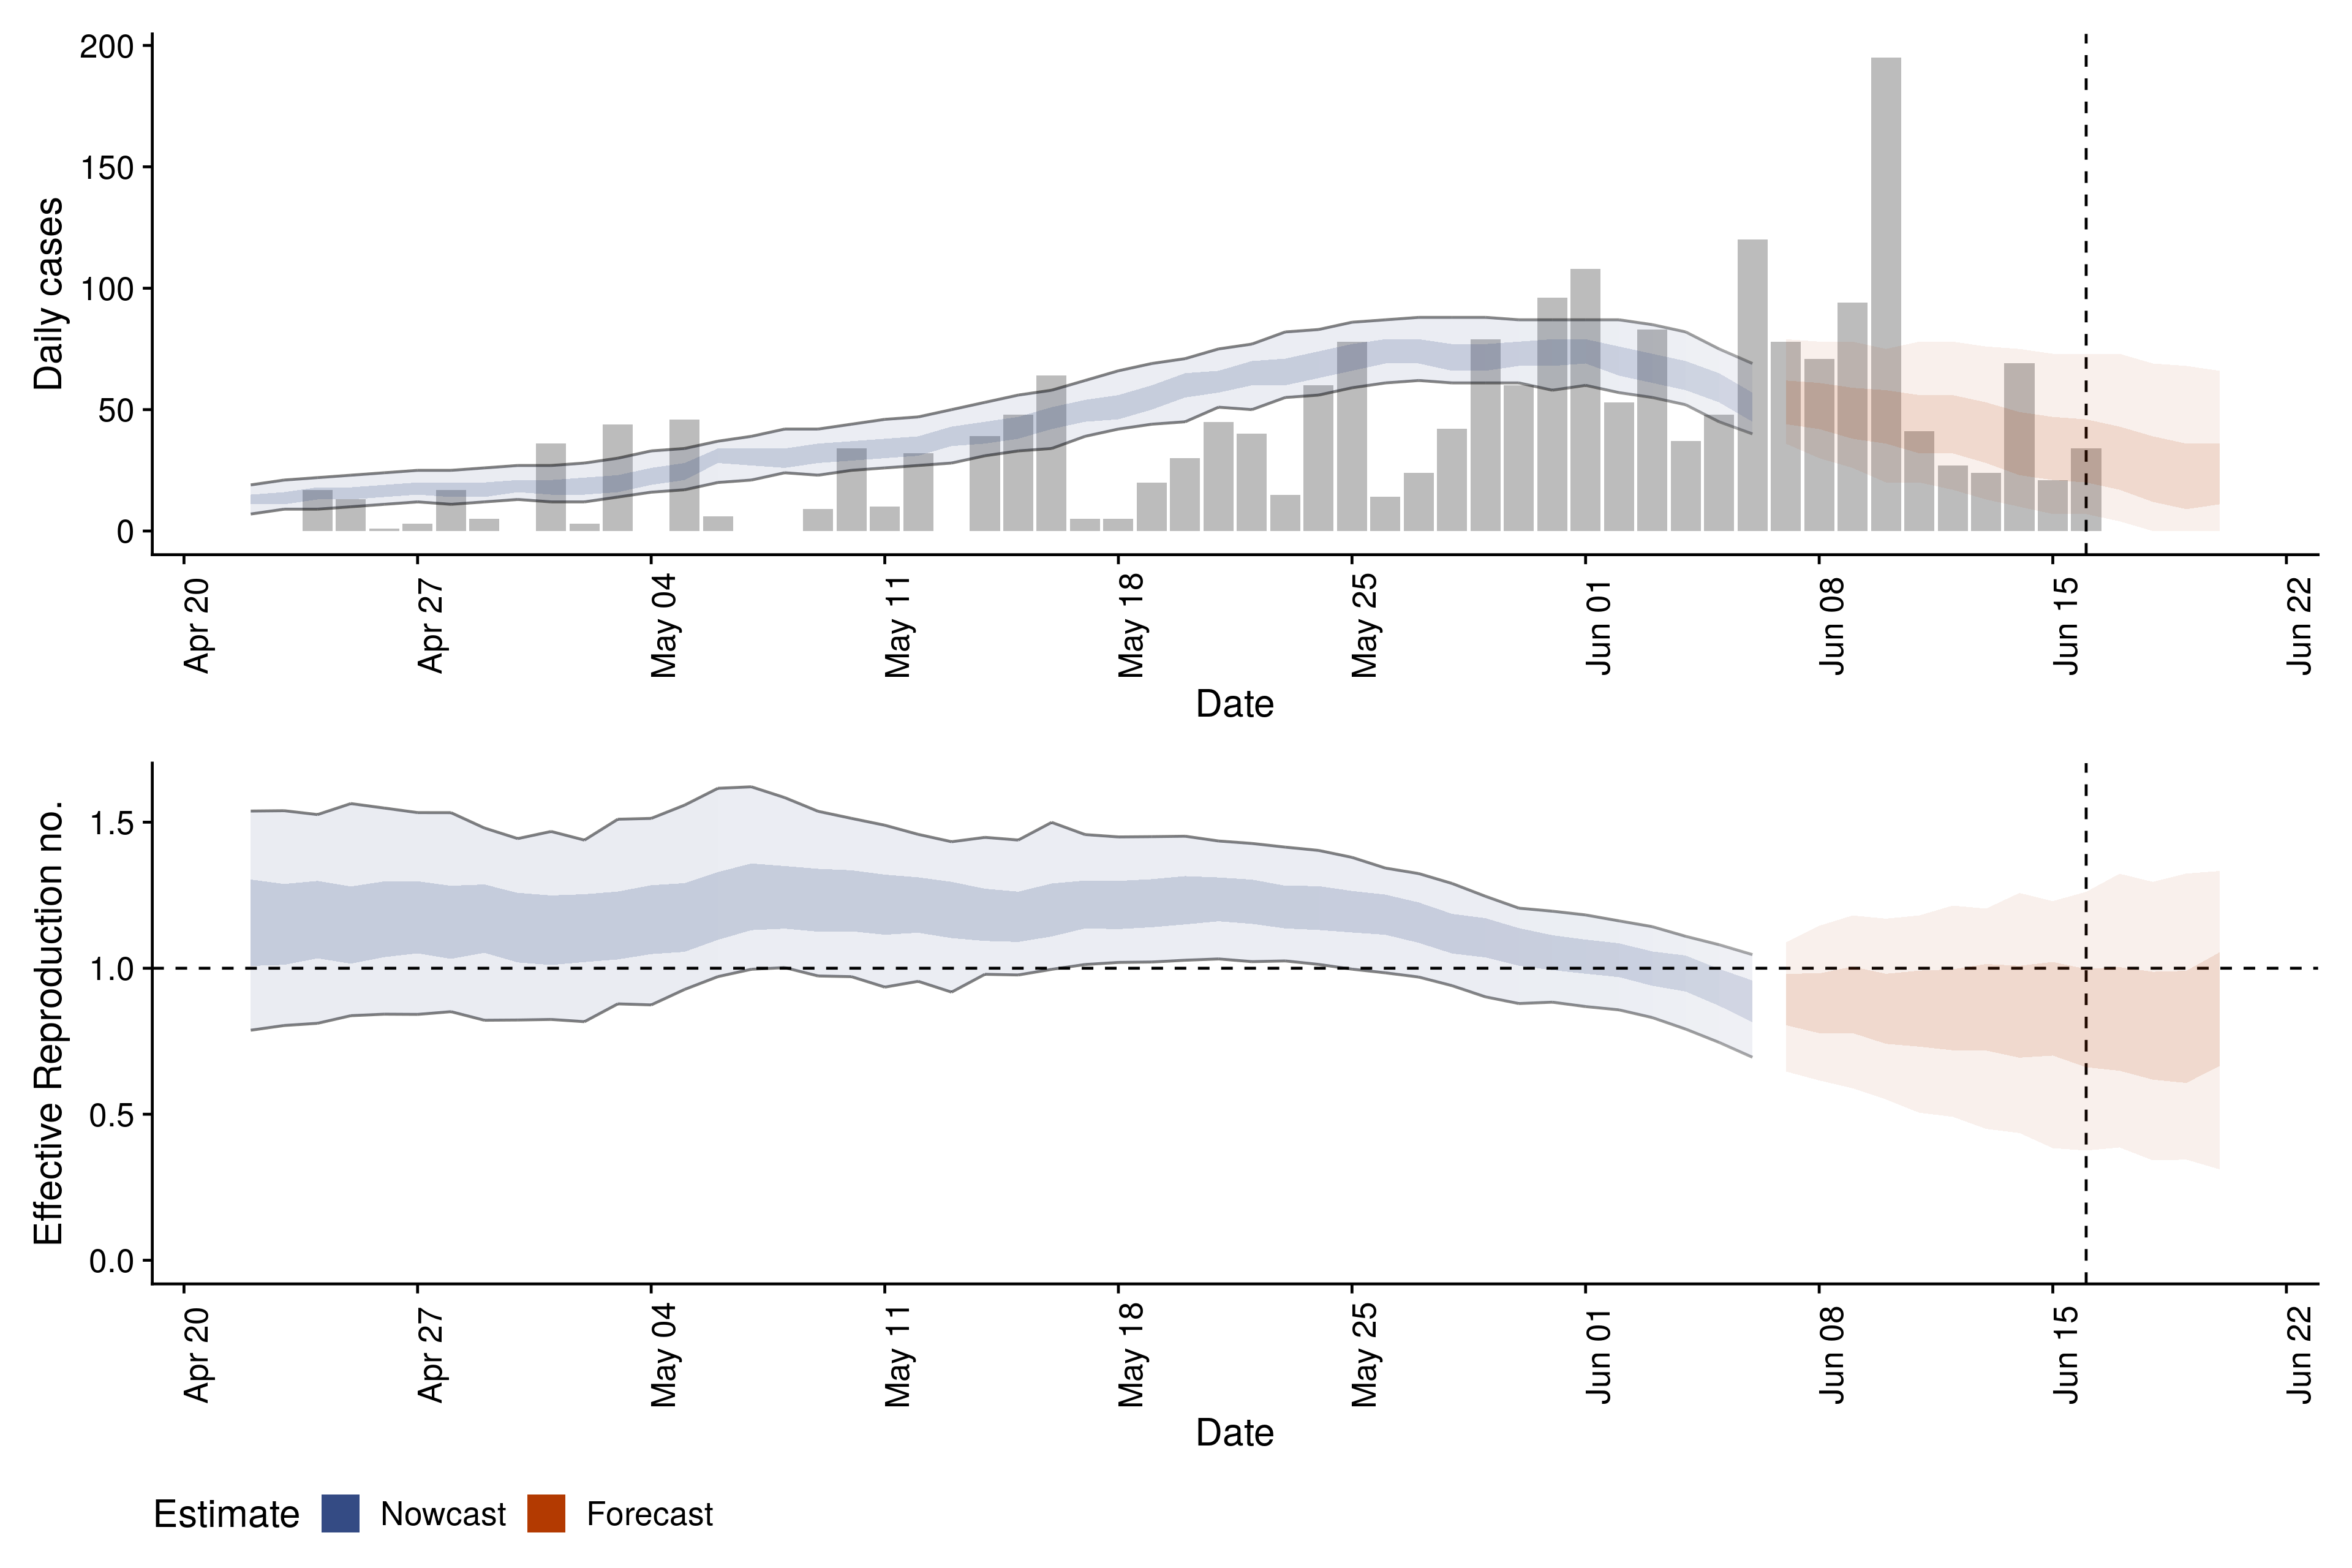 200
150
100
50
0
Daily cases
Apr 20
Apr 27
May 04
May 11
May 18
May 25
Jun 01
Jun 08
Jun 15
Jun 22
Date
1.5
1.0
0.5
0.0
Effective Reproduction no.
Apr 20
Apr 27
May 04
May 11
May 18
May 25
Jun 01
Jun 08
Jun 15
Jun 22
Date
Estimate Nowcast Forecast